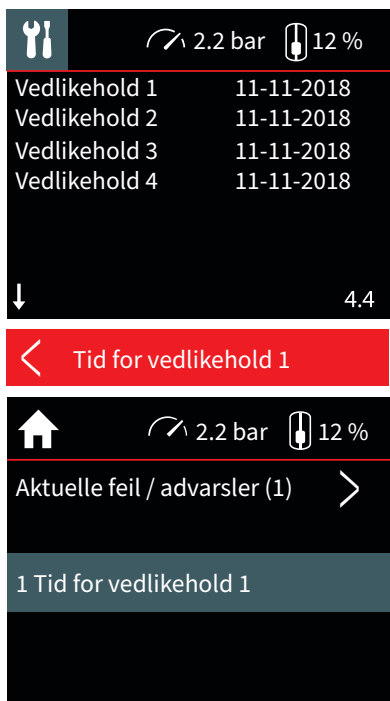 2.2 bar 12 %
Vedlikehold 1 11-11-2018
Vedlikehold 2 11-11-2018
Vedlikehold 3 11-11-2018
Vedlikehold 4 11-11-2018
4.4
Tid for vedlikehold 1
2.2 bar 12 %
Aktuelle feil / advarsler (1)
1 Tid for vedlikehold 1